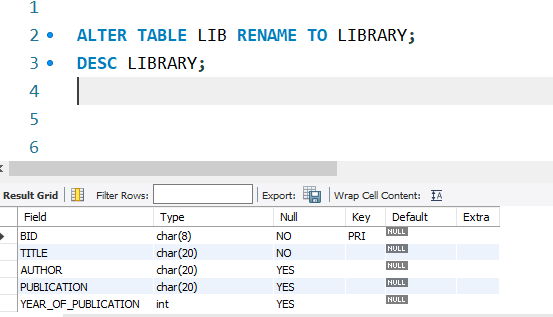 1
2 ALTER TABLE LIB RENAME TO LIBRARY;
3 DESC LIBRARY;
4
5
6
Result Grid Filter Rows: Export: Wrap Cell Content: IA
Field Type Null Key Default Extra
BID char(8) NO PRI NULL
TITLE char(20) NO NULL
AUTHOR char(20) YES NULL
PUBLICATION char(20) YES NULL
YEAR_OF_PUBLICATION int YES NULL